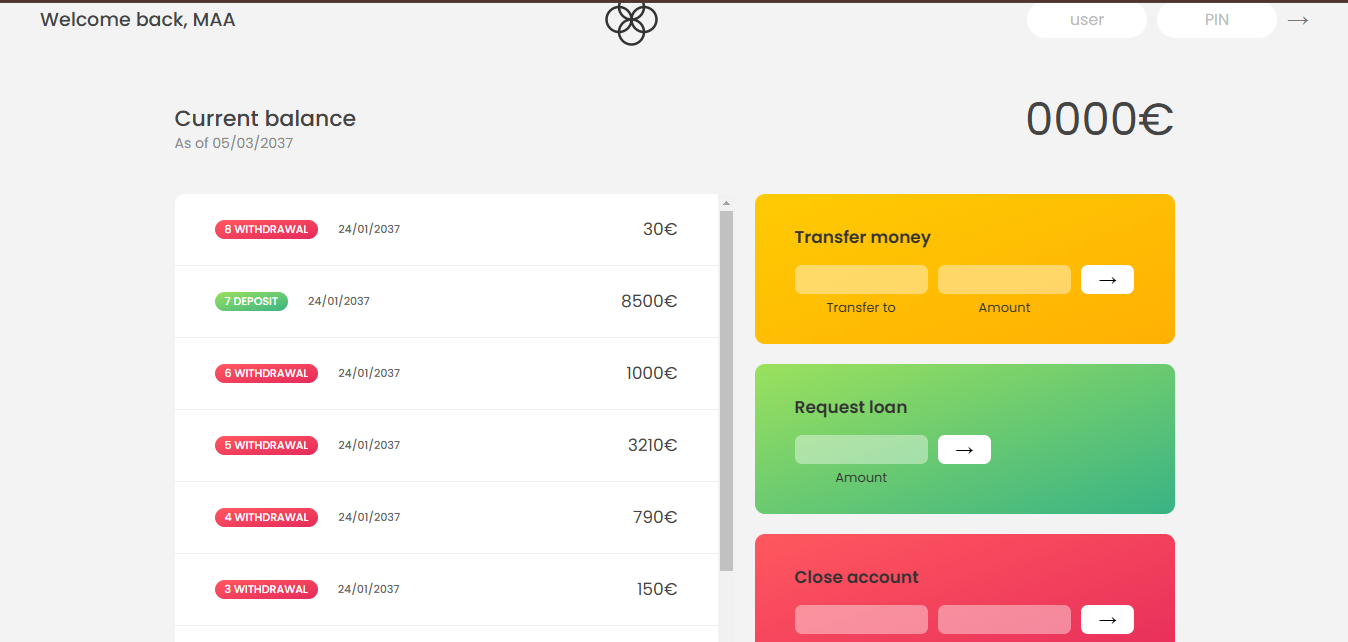 Welcome back, MAA
user PIN →
Current balance
As of 05/03/2037
0000€
8 WITHDRAWAL 24/01/2037 30€
7 DEPOSIT 24/01/2037 8500€
6 WITHDRAWAL 24/01/2037 1000€
5 WITHDRAWAL 24/01/2037 3210€
4 WITHDRAWAL 24/01/2037 790€
3 WITHDRAWAL 24/01/2037 150€
Transfer money
→
Transfer to Amount
Request loan
→
Amount
Close account
→